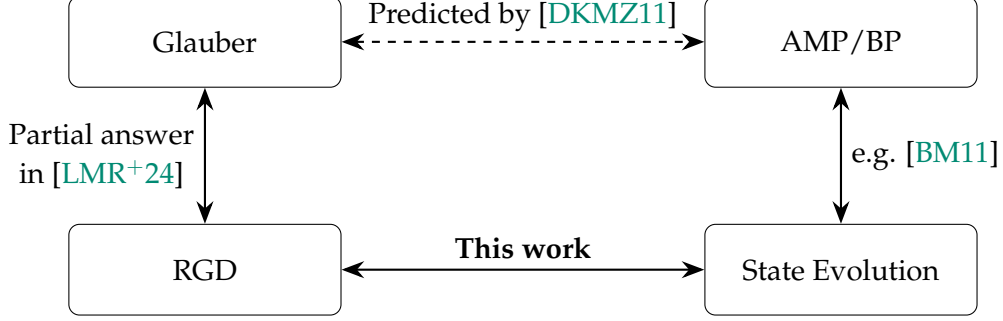 Predicted by [DKMZ11]
Glauber
AMP/BP
Partial answer
in [LMR+24]
e.g. [BM11]
This work
RGD
State Evolution